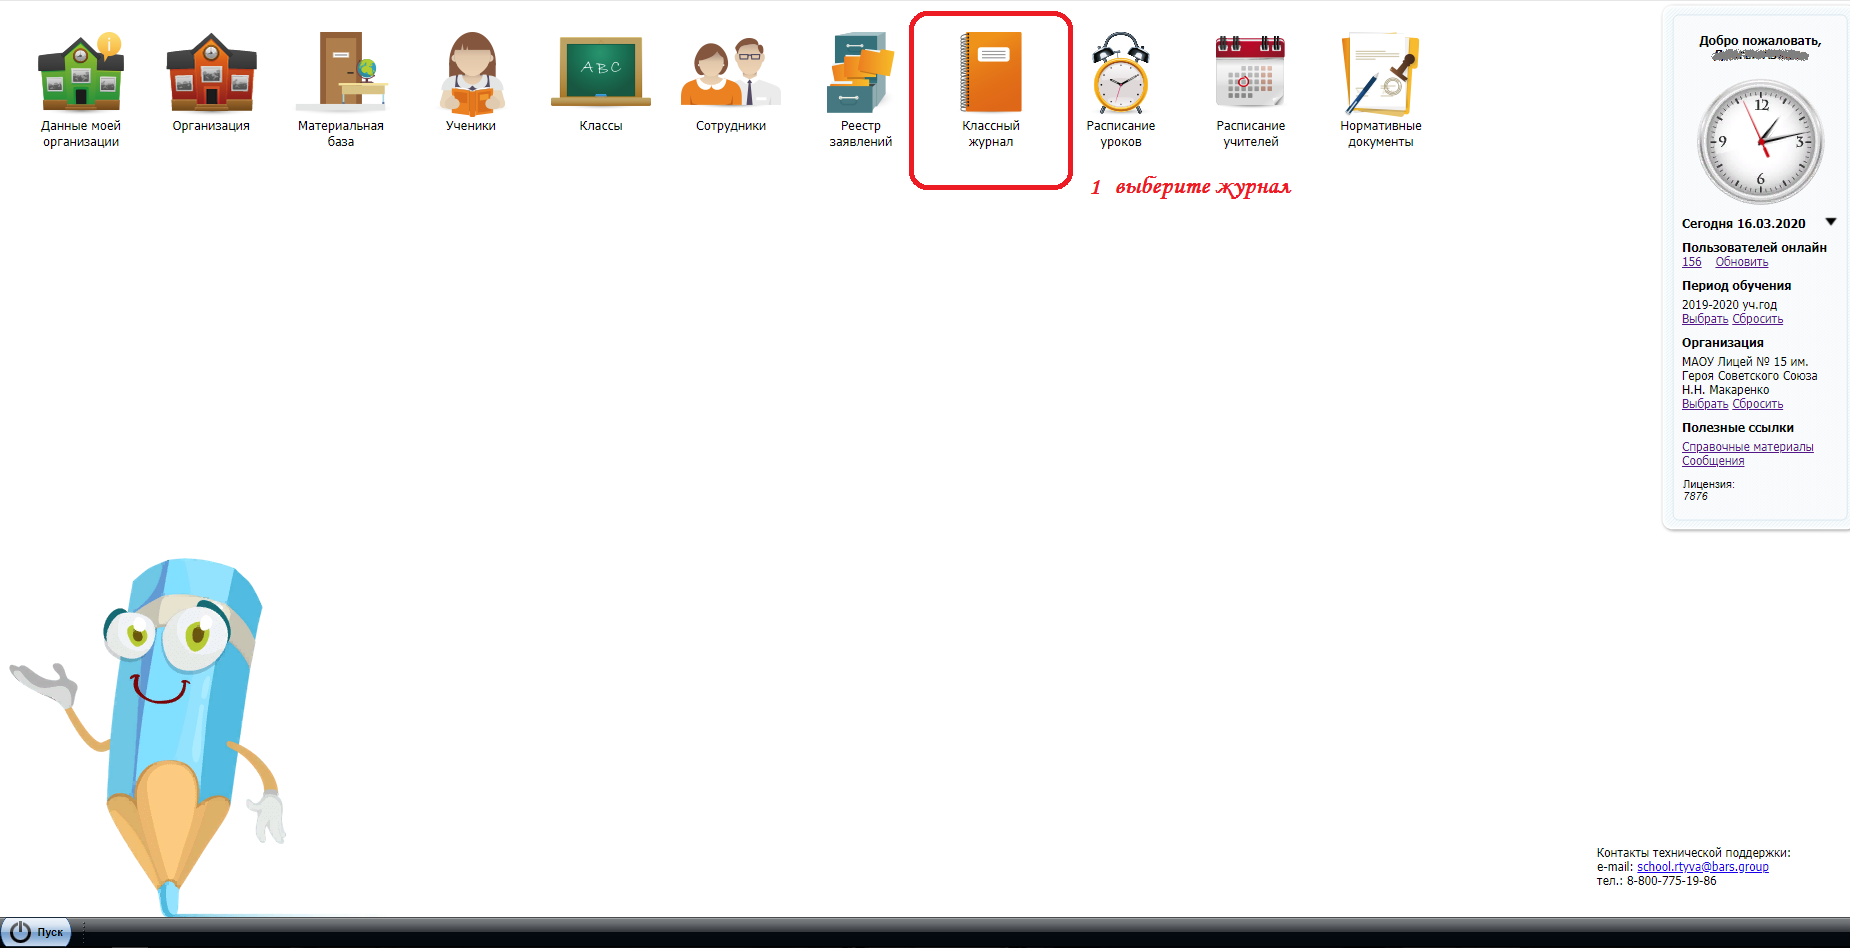 Данные моей
организации
Организация
Материальная
база
Ученики
ABC
Классы
Сотрудники
Реестр
заявлений
Классный
журнал
Расписание
уроков
Расписание
учителей
Нормативные
документы
1 выберите журнал
Добро пожаловать,
12
9 3
6
Сегодня 16.03.2020
Пользователей онлайн
156 Обновить
Период обучения
2019-2020 уч.год
Выбрать Сбросить
Организация
МАОУ Лицей № 15 им.
Героя Советского Союза
Н.Н. Макаренко
Выбрать Сбросить
Полезные ссылки
Справочные материалы
Сообщения
Лицензия:
7876
Контакты технической поддержки:
e-mail: school.rtyva@bars.group
тел.: 8-800-775-19-86
Пуск